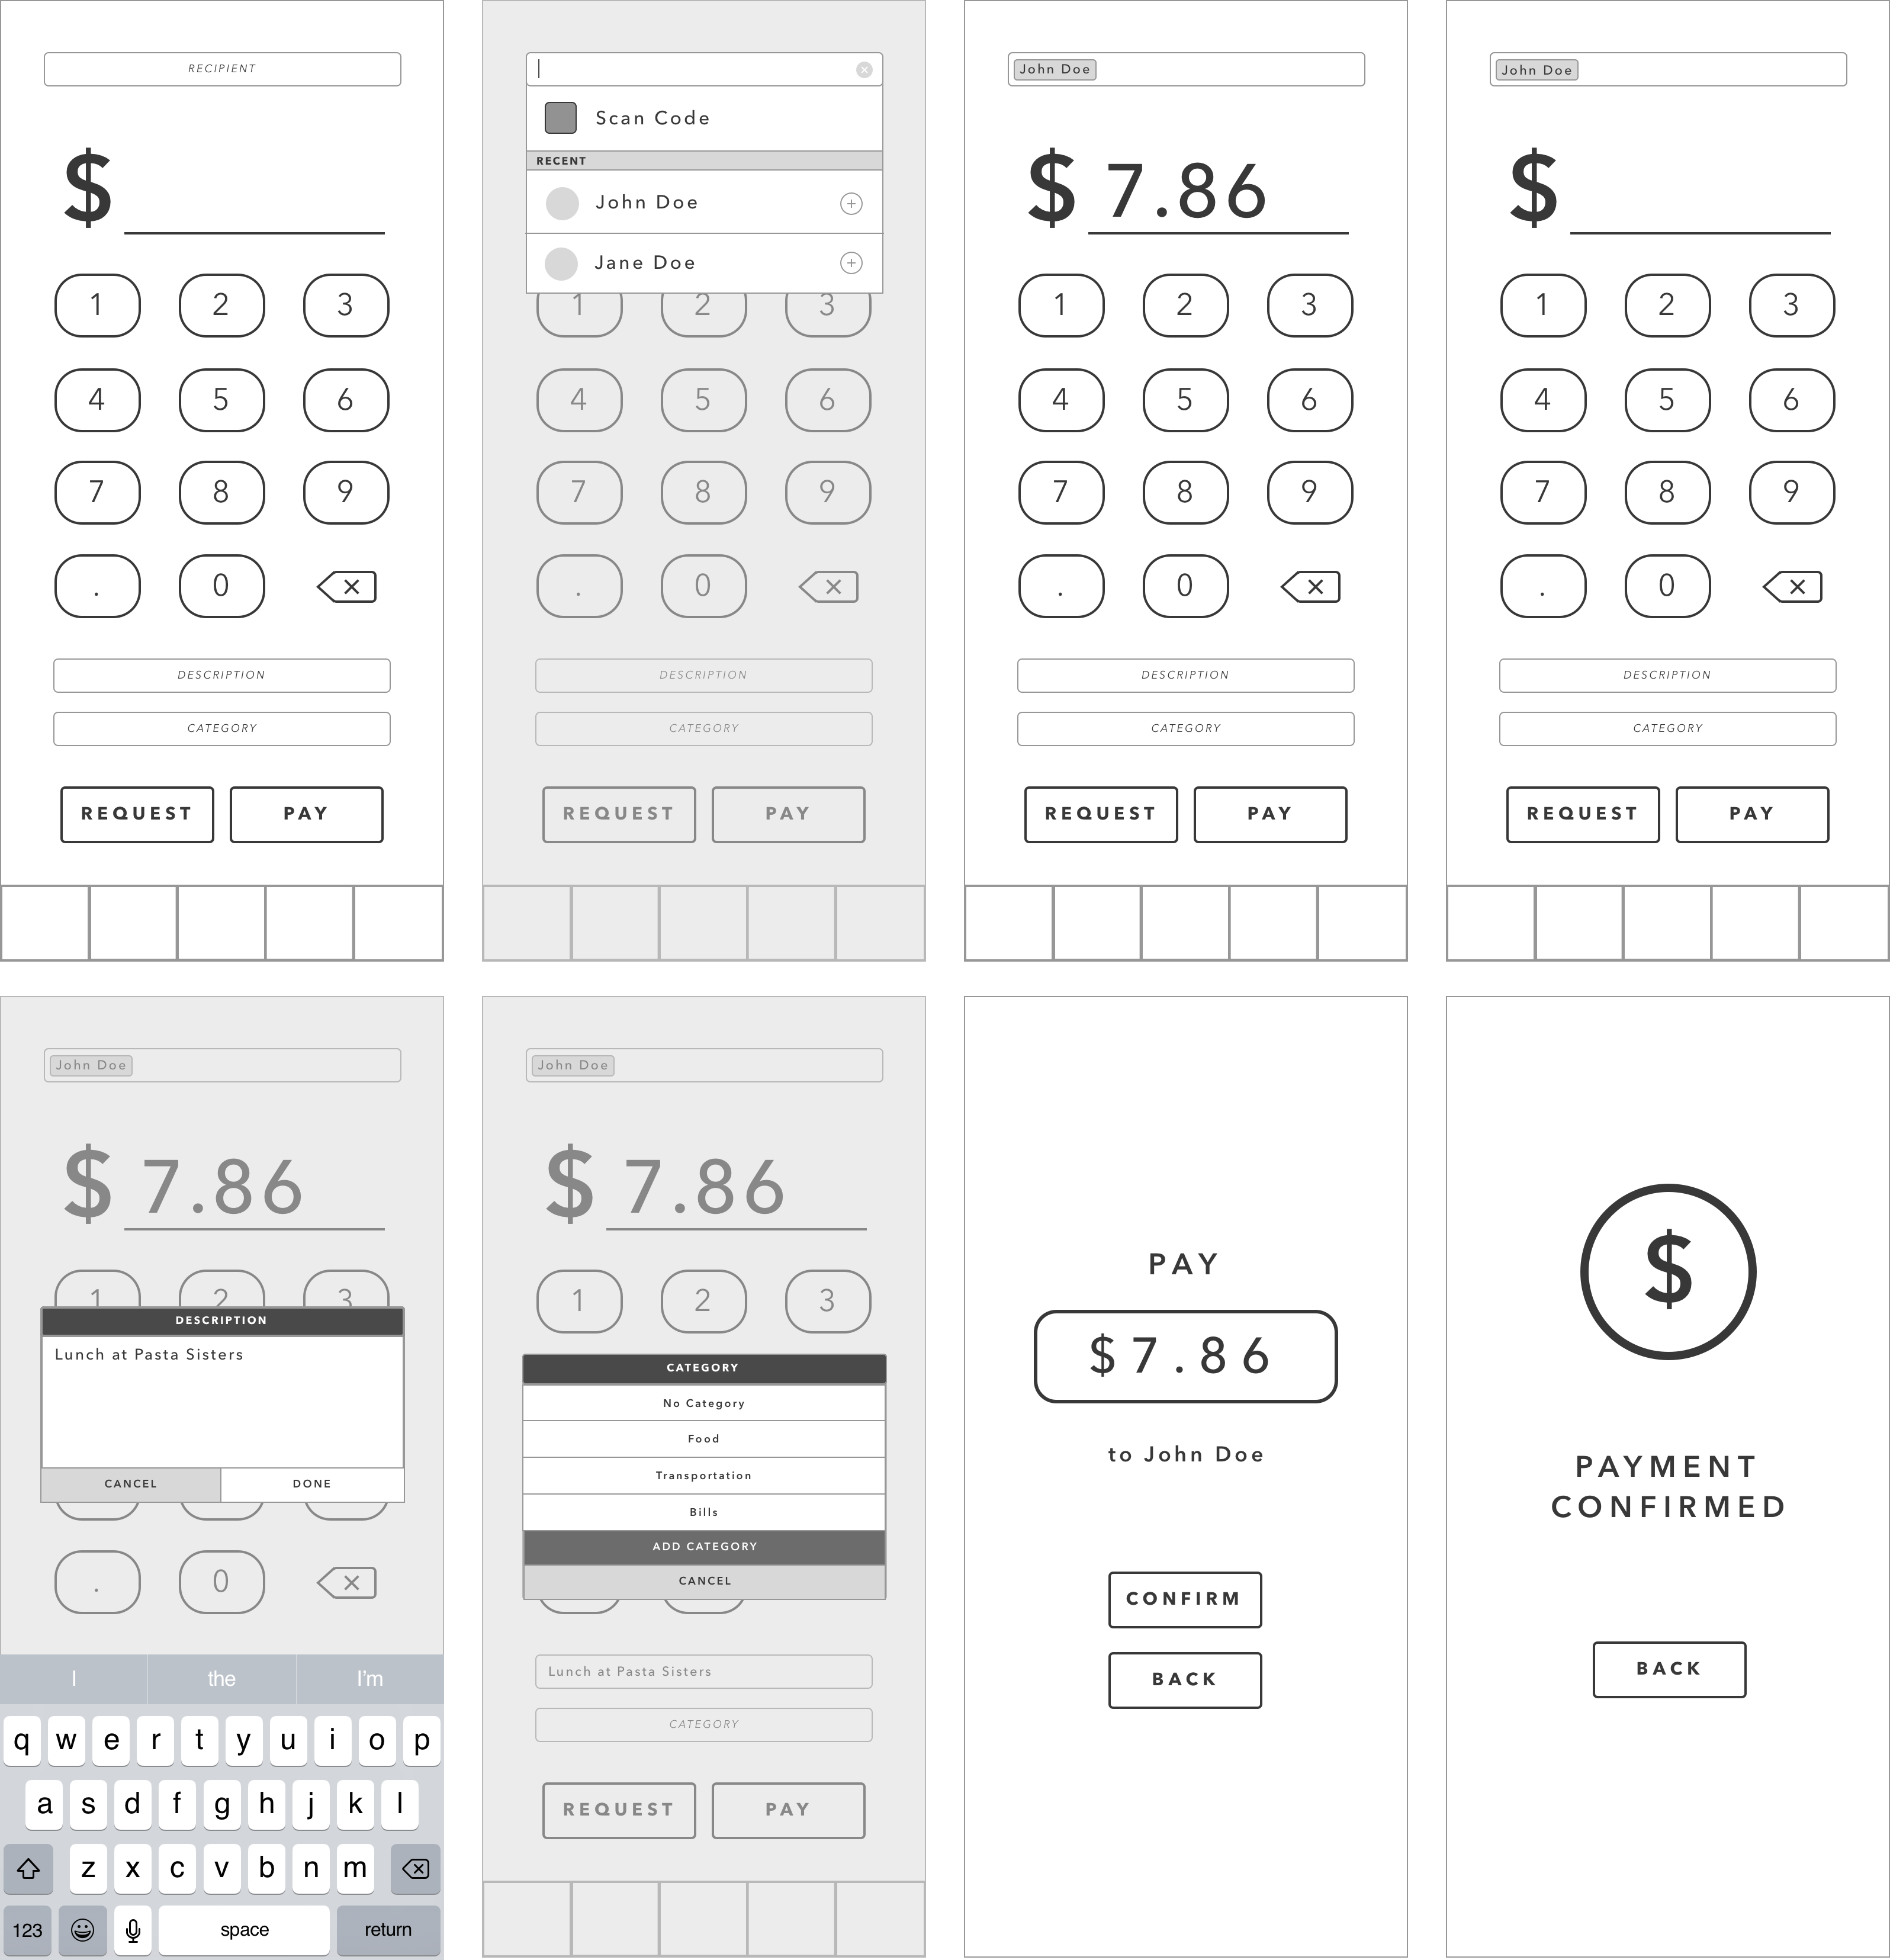 RECIPIENT
$
1 2 3
4 5 6
7 8 9
. 0
DESCRIPTION
CATEGORY
REQUEST PAY
Scan Code
RECENT
John Doe
Jane Doe
1 2 3
4 5 6
7 8 9
. 0
DESCRIPTION
CATEGORY
REQUEST PAY
John Doe
$ 7.86
1 2 3
4 5 6
7 8 9
. 0
DESCRIPTION
CATEGORY
REQUEST PAY
John Doe
$
1 2 3
4 5 6
7 8 9
. 0
DESCRIPTION
CATEGORY
REQUEST PAY
John Doe
$ 7.86
1 2 3
DESCRIPTION
Lunch at Pasta Sisters
CANCEL DONE
. 0
I the I'm
q w e r t y u i o p
a s d f g h j k l
z x c v b n m
123 space return
John Doe
$ 7.86
1 2 3
CATEGORY
No Category
Food
Transportation
Bills
ADD CATEGORY
CANCEL
Lunch at Pasta Sisters
CATEGORY
REQUEST PAY
PAY
$7.86
to John Doe
CONFIRM
BACK
$
PAYMENT
CONFIRMED
BACK